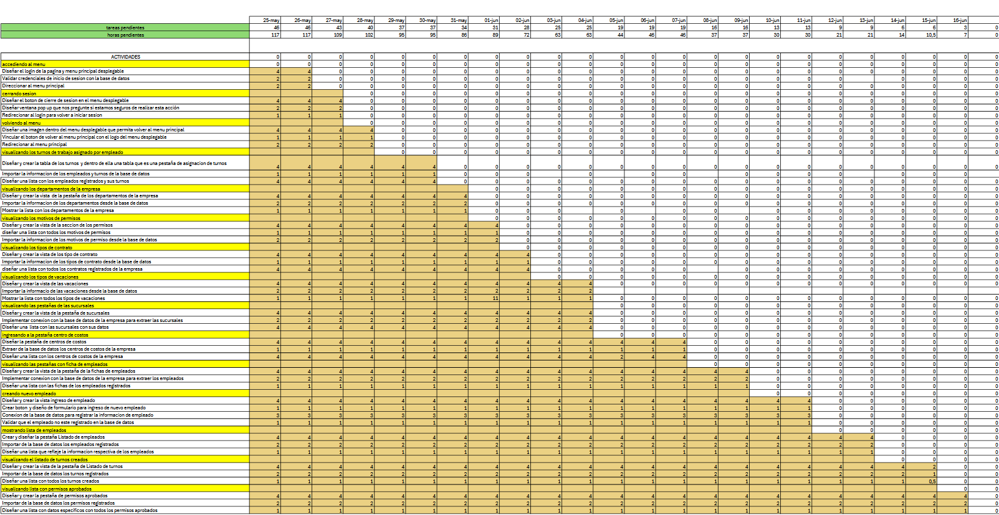 25-may 26-may 27-may 28-may 29-may 30-may 31-may 01-jun 02-jun 03-jun 04-jun 05-jun 06-jun 07-jun 08-jun 09-jun 10-jun 11-jun 12-jun 13-jun 14-jun 15-jun 16-jun
tareas pendientes 46 46 43 40 37 37 34 31 28 25 25 19 19 19 16 16 13 13 9 9 6 6 3 0
horas pendientes 117 117 109 102 95 95 86 89 72 63 63 44 46 46 37 37 30 30 21 21 14 10,5 7 0
ACTIVIDADES 0 0 0 0 0 0 0 0 0 0 0 0 0 0 0 0 0 0 0 0 0 0 0 0
accediendo al menu 0 0 0 0 0 0 0 0 0 0 0 0 0 0 0 0 0 0 0 0 0 0 0 0
Diseñar el login de la pagina y menu principal desplegable 4 4 0 0 0 0 0 0 0 0 0 0 0 0 0 0 0 0 0 0 0 0 0 0
Validar credenciales de inicio de sesion con la base de datos 2 2 0 0 0 0 0 0 0 0 0 0 0 0 0 0 0 0 0 0 0 0 0
Direccionar al menu principal 2 2 0 0 0 0 0 0 0 0 0 0 0 0 0 0 0 0 0 0 0 0 0 0
cerrando sesion 0 0 0 0 0 0 0 0 0 0 0 0 0 0 0 0 0 0 0 0 0
Diseñar el boton de cierre de sesion en el menu desplegable 4 4 4 0 0 0 0 0 0 0 0 0 0 0 0 0 0 0 0 0 0 0 0 0
Diseñar ventana pop up que nos pregunte si estamos seguros de realizar esta acción 2 2 2 0 0 0 0 0 0 0 0 0 0 0 0 0 0 0 0 0 0 0 0 0
Redirecionar al login para volver a iniciar sesion 1 1 1 0 0 0 0 0 0 0 0 0 0 0 0 0 0 0 0 0 0 0 0 0
volviendo al menu 0 0 0 0 0 0 0 0 0 0 0 0 0 0 0 0 0 0 0 0 0
Diseñar una imagen dentro del menu desplegable que permita volver al menu principal 4 4 4 4 0 0 0 0 0 0 0 0 0 0 0 0 0 0 0 0 0 0 0 0
Vincular el boton de volver al menu principal con el logo del menu desplegable 1 1 1 1 0 0 0 0 0 0 0 0 0 0 0 0 0 0 0 0 0 0 0 0
Redirecionar al menu principal 2 2 2 2 0 0 0 0 0 0 0 0 0 0 0 0 0 0 0 0 0 0 0 0
visualizando los turnos de trabajo asignado por empleado 0 0 0 0 0 0 0 0 0 0 0 0 0 0 0 0 0 0 0 0
Diseñar y crear la tabla de los turnos y dentro de ella una tabla que es una pestaña de asignacion de turnos 4 4 4 4 4 4 0 0 0 0 0 0 0 0 0 0 0 0 0 0 0 0 0 0
Importar la informacion de los empleados y turnos de la base de datos 1 1 1 1 1 1 0 0 0 0 0 0 0 0 0 0 0 0 0 0 0 0 0 0
Diseñar una lista con los empleados registrados y sus turnos 4 4 4 4 4 4 0 0 0 0 0 0 0 0 0 0 0 0 0 0 0 0 0 0
visualizando los departamentos de la empresa 0 0 0 0 0 0 0 0 0 0 0 0 0 0 0 0 0
Diseñar y crear la vista de la pestaña de los departamentos de la empresa 4 4 4 4 4 4 4 0 0 0 0 0 0 0 0 0 0 0 0 0 0 0 0 0
Importar la informacion de los departamentos desde la base de datos 2 2 2 2 2 2 2 0 0 0 0 0 0 0 0 0 0 0 0 0 0 0 0 0
Mostrar la lista con los departamentos de la empresa 1 1 1 1 1 1 1 0 0 0 0 0 0 0 0 0 0 0 0 0 0 0 0 0
visualizando los motivos de permisos 0 0 0 0 0 0 0 0 0 0 0 0 0 0 0 0 0
Diseñar y crear la vista de la seccion de los permisos 4 4 4 4 4 4 4 4 0 0 0 0 0 0 0 0 0 0 0 0 0 0 0 0
diseñar una lista con todos los motivos de permisos 1 1 1 1 1 1 1 1 0 0 0 0 0 0 0 0 0 0 0 0 0 0 0 0
Importar la informacion de los motivos de permiso desde la base de datos 2 2 2 2 2 2 2 2 0 0 0 0 0 0 0 0 0 0 0 0 0 0 0 0
visualizando los tipos de contrato 0 0 0 0 0 0 0 0 0 0 0 0 0 0 0 0
Diseñar y crear la vista de los tipo de contrato 4 4 4 4 4 4 4 4 4 0 0 0 0 0 0 0 0 0 0 0 0 0 0 0
Importar la informacion de los tipos de contrato desde la base de datos 1 1 1 1 1 1 1 1 1 0 0 0 0 0 0 0 0 0 0 0 0 0 0 0
diseñar una lista con todos los contratos registrados de la empresa 4 4 4 4 4 4 4 4 4 0 0 0 0 0 0 0 0 0 0 0 0 0 0 0
visualizando los tipos de vacaciones 0 0 0 0 0 0 0 0 0 0 0 0 0 0 0
Diseñar y crear la vista de las vacaciones 4 4 4 4 4 4 4 4 4 4 4 0 0 0 0 0 0 0 0 0 0 0 0 0
Importar la informacio de las vacaciones desde la base de datos 2 2 2 2 2 2 2 2 2 2 2
Mostrar la lista con todos los tipos de vacaciones 1 1 1 1 1 1 1 11 1 1 1 0 0 0 0 0 0 0 0 0 0 0 0 0
visualizando las pestañas de las sucursales 0 0 0 0 0 0 0 0 0 0 0 0 0
Diseñar y crear la vista de la pestaña de sucursales 4 4 4 4 4 4 4 4 4 4 4 0 0 0 0 0 0 0 0 0 0 0 0 0
Implementar conexion con la base de datos de la empresa para extraer las sucursales 2 2 2 2 2 2 2 2 2 2 2 0 0 0 0 0 0 0 0 0 0 0 0 0
Diseñar una lista con las sucursales con sus datos 4 4 4 4 4 4 4 4 4 4 4 0 0 0 0 0 0 0 0 0 0 0 0 0
ingresando a la pestaña centro de costos 0 0 0 0 0 0 0 0 0 0 0 0 0
Diseñar la pestaña de centros de costos 4 4 4 4 4 4 4 4 4 4 4 4 4 4 0 0 0 0 0 0 0 0 0 0
Extraer de la base de datos los centros de costos de la empresa 1 1 1 1 1 1 1 1 1 1 1 1 1 1 0 0 0 0 0 0 0 0 0 0
Diseñar una lista con los centros de costos de la empresa 4 4 4 4 4 4 4 4 4 4 4 2 4 4 0 0 0 0 0 0 0 0 0 0
visualizando las pestañas con ficha de empleados 0 0 0 0 0 0 0 0 0 0
Diseñar y crear la vista de la pestaña de la fichas de empleados 4 4 4 4 4 4 4 4 4 4 4 4 4 4 4 4 0 0 0 0 0 0 0 0
Implementar conexion con la base de datos de la empresa para extraer los empleados 2 2 2 2 2 2 2 2 2 2 2 2 2 2 2 2 0 0 0 0 0 0 0 0
Diseñar una lista con las fichas de los empleados registrados 1 1 1 1 1 1 1 1 1 1 1 1 1 1 1 1 0 0 0 0 0 0 0 0
creando nuevo empleado 0 0 0 0 0 0 0 0
Diseñar y crear la vista ingreso de empleado 4 4 4 4 4 4 4 4 4 4 4 4 4 4 4 4 4 4 0 0 0 0 0 0
Crear boton y diseño de formulario para ingreso de nuevo empleado 1 1 1 1 1 1 1 1 1 1 1 1 1 1 1 1 1 1 0 0 0 0 0 0
Conexion de la base de datos para registrar la informacion de empleado 3 3 3 3 3 3 3 3 3 3 3 3 3 3 3 3 3 3 0 0 0 0 0 0
Validar que el empleado no este registrado en la base de datos 1 1 1 1 1 1 1 1 1 1 1 1 1 1 1 1 1 1 0 0 0 0 0 0
mostrando lista de empleados 0 0 0 0 0 0
Crear y diseñar la pestaña Listado de empleados 4 4 4 4 4 4 4 4 4 4 4 4 4 4 4 4 4 4 4 4 0 0 0 0
Importar de la base de datos los empleados registrados 2 2 2 2 2 2 2 2 2 2 2 2 2 2 2 2 2 2 2 2 0 0 0 0
Diseñar una lista que refleje la informacion respectiva de los empleados 1 1 1 1 1 1 1 1 1 1 1 1 1 1 1 1 1 1 1 1 0 0 0 0
visualizando el listado de turnos creados 0 0 0 0
Diseñar y crear la vista de la pestaña de Listado de turnos 4 4 4 4 4 4 4 4 4 4 4 4 4 4 4 4 4 4 4 4 4 2 0 0
Importar de la base de datos los turnos registrados 2 2 2 2 2 2 2 2 2 2 2 2 2 2 2 2 2 2 2 2 2 1 0 0
Diseñar una lista con todos los turnos creados 1 1 1 1 1 1 1 1 1 1 1 1 1 1 1 1 1 1 1 1 1 0,5 0 0
visualizando lista con permisos aprobados 0 0
Diseñar y crear la pestaña de permisos aprobados 4 4 4 4 4 4 4 4 4 4 4 4 4 4 4 4 4 4 4 4 4 4 4 0
Importar de la base de datos los permisos registrados 2 2 2 2 2 2 2 2 2 2 2 2 2 2 2 2 2 2 2 2 2 2 2 0
Diseñar una lista con datos especificos con todos los permisos aprobados 1 1 1 1 1 1 1 1 1 1 1 1 1 1 1 1 1 1 1 1 1 1 1 0